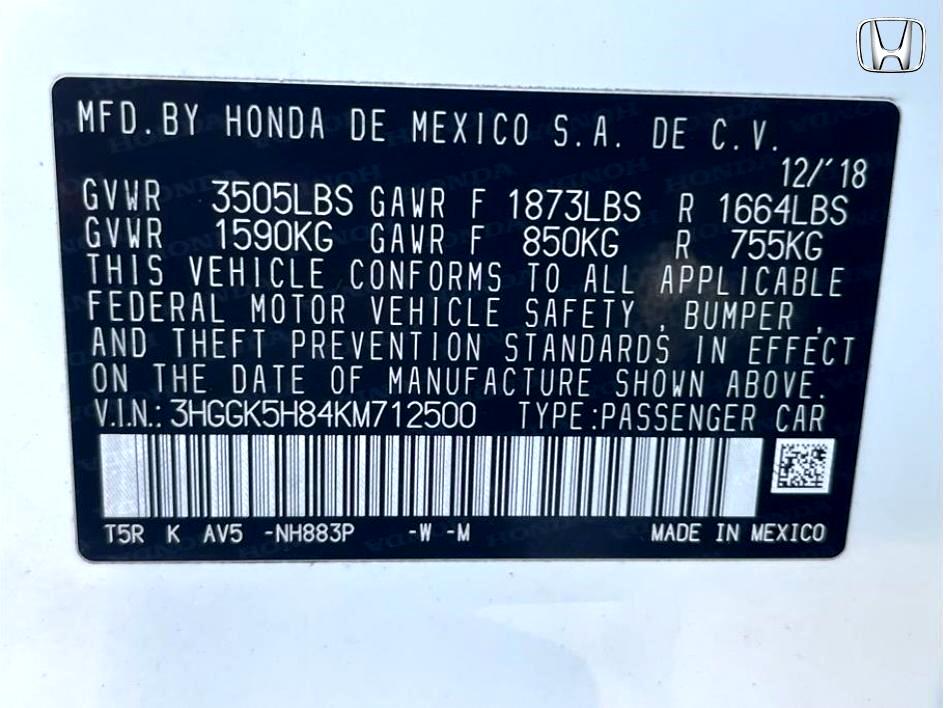 MFD. BY HONDA DE MEXICO S.A. DE C.V.
12/'18
GVWR 3505LBS GAWR F 1873LBS R 1664LBS
GVWR 1590KG GAWR F 850KG R 755KG
THIS VEHICLE CONFORMS TO ALL APPLICABLE
FEDERAL MOTOR VEHICLE SAFETY , BUMPER ,
AND THEFT PREVENTION STANDARDS IN EFFECT
ON THE DATE OF MANUFACTURE SHOWN ABOVE.
V.I.N.: 3HGGK5H84KM712500 TYPE:PASSENGER CAR
T5R K AV5 -NH883P -W -M MADE IN MEXICO